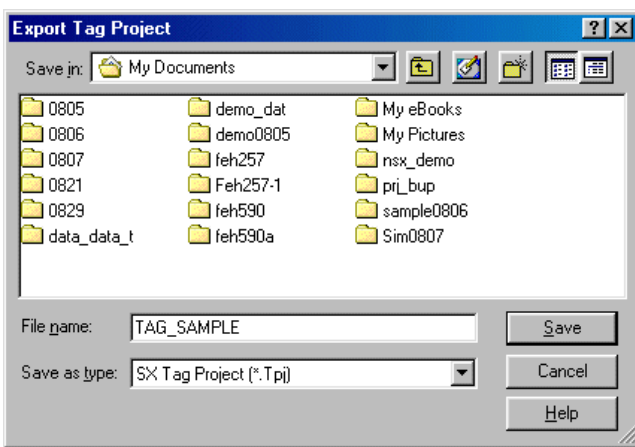 Export Tag Project
Save in: My Documents
0805
0806
0807
0821
0829
data_data_t
demo_dat
demo0805
feh257
Feh257-1
feh590
feh590a
My eBooks
My Pictures
nsx_demo
prj_bup
sample0806
Sim0807
File name: TAG_SAMPLE
Save
Save as type: SX Tag Project (*.Tpj)
Cancel
Help